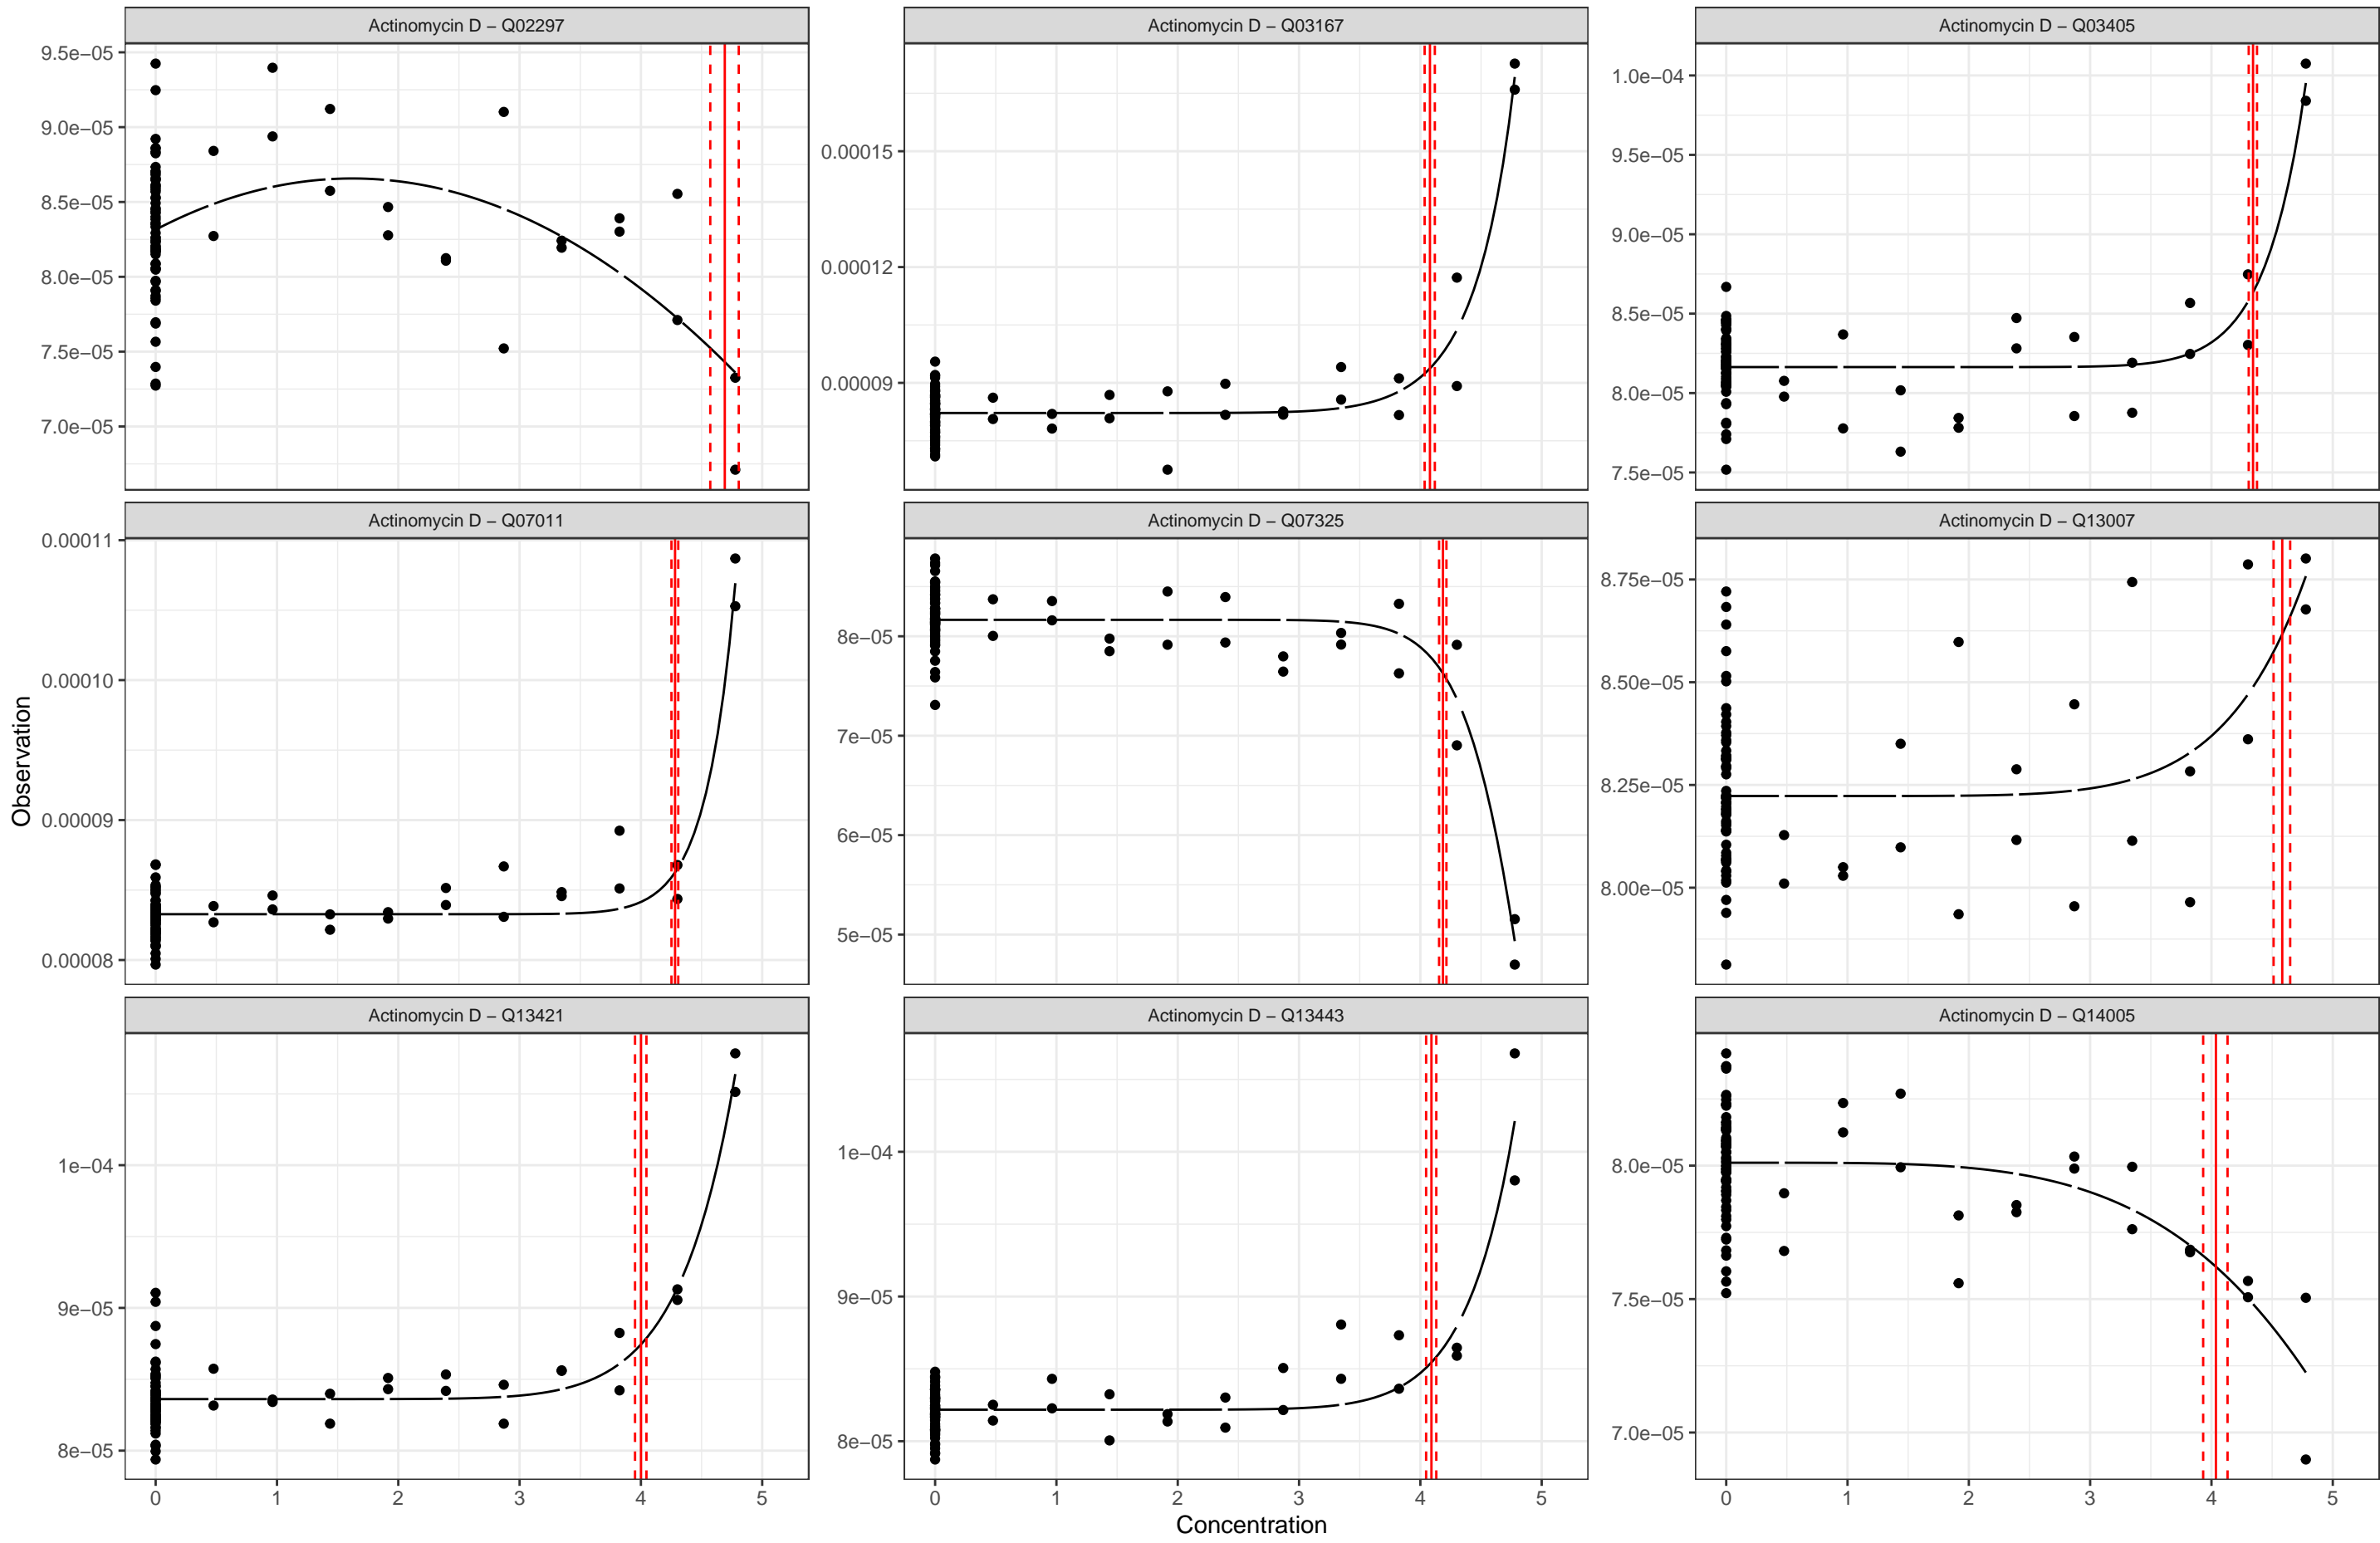 Actinomycin D − Q02297
Actinomycin D − Q03167
Actinomycin D − Q03405
9.5e−05
9.0e−05
8.5e−05
8.0e−05
7.5e−05
7.0e−05
0.00015
0.00012
0.00009
1.0e−04
9.5e−05
9.0e−05
8.5e−05
8.0e−05
7.5e−05
Actinomycin D − Q07011
Actinomycin D − Q07325
Actinomycin D − Q13007
0.00011
0.00010
0.00009
0.00008
8e−05
7e−05
6e−05
5e−05
8.75e−05
8.50e−05
8.25e−05
8.00e−05
Observation
Actinomycin D − Q13421
Actinomycin D − Q13443
Actinomycin D − Q14005
1e−04
9e−05
8e−05
1e−04
9e−05
8e−05
8.0e−05
7.5e−05
7.0e−05
0 1 2 3 4 5
0 1 2 3 4 5
0 1 2 3 4 5
Concentration